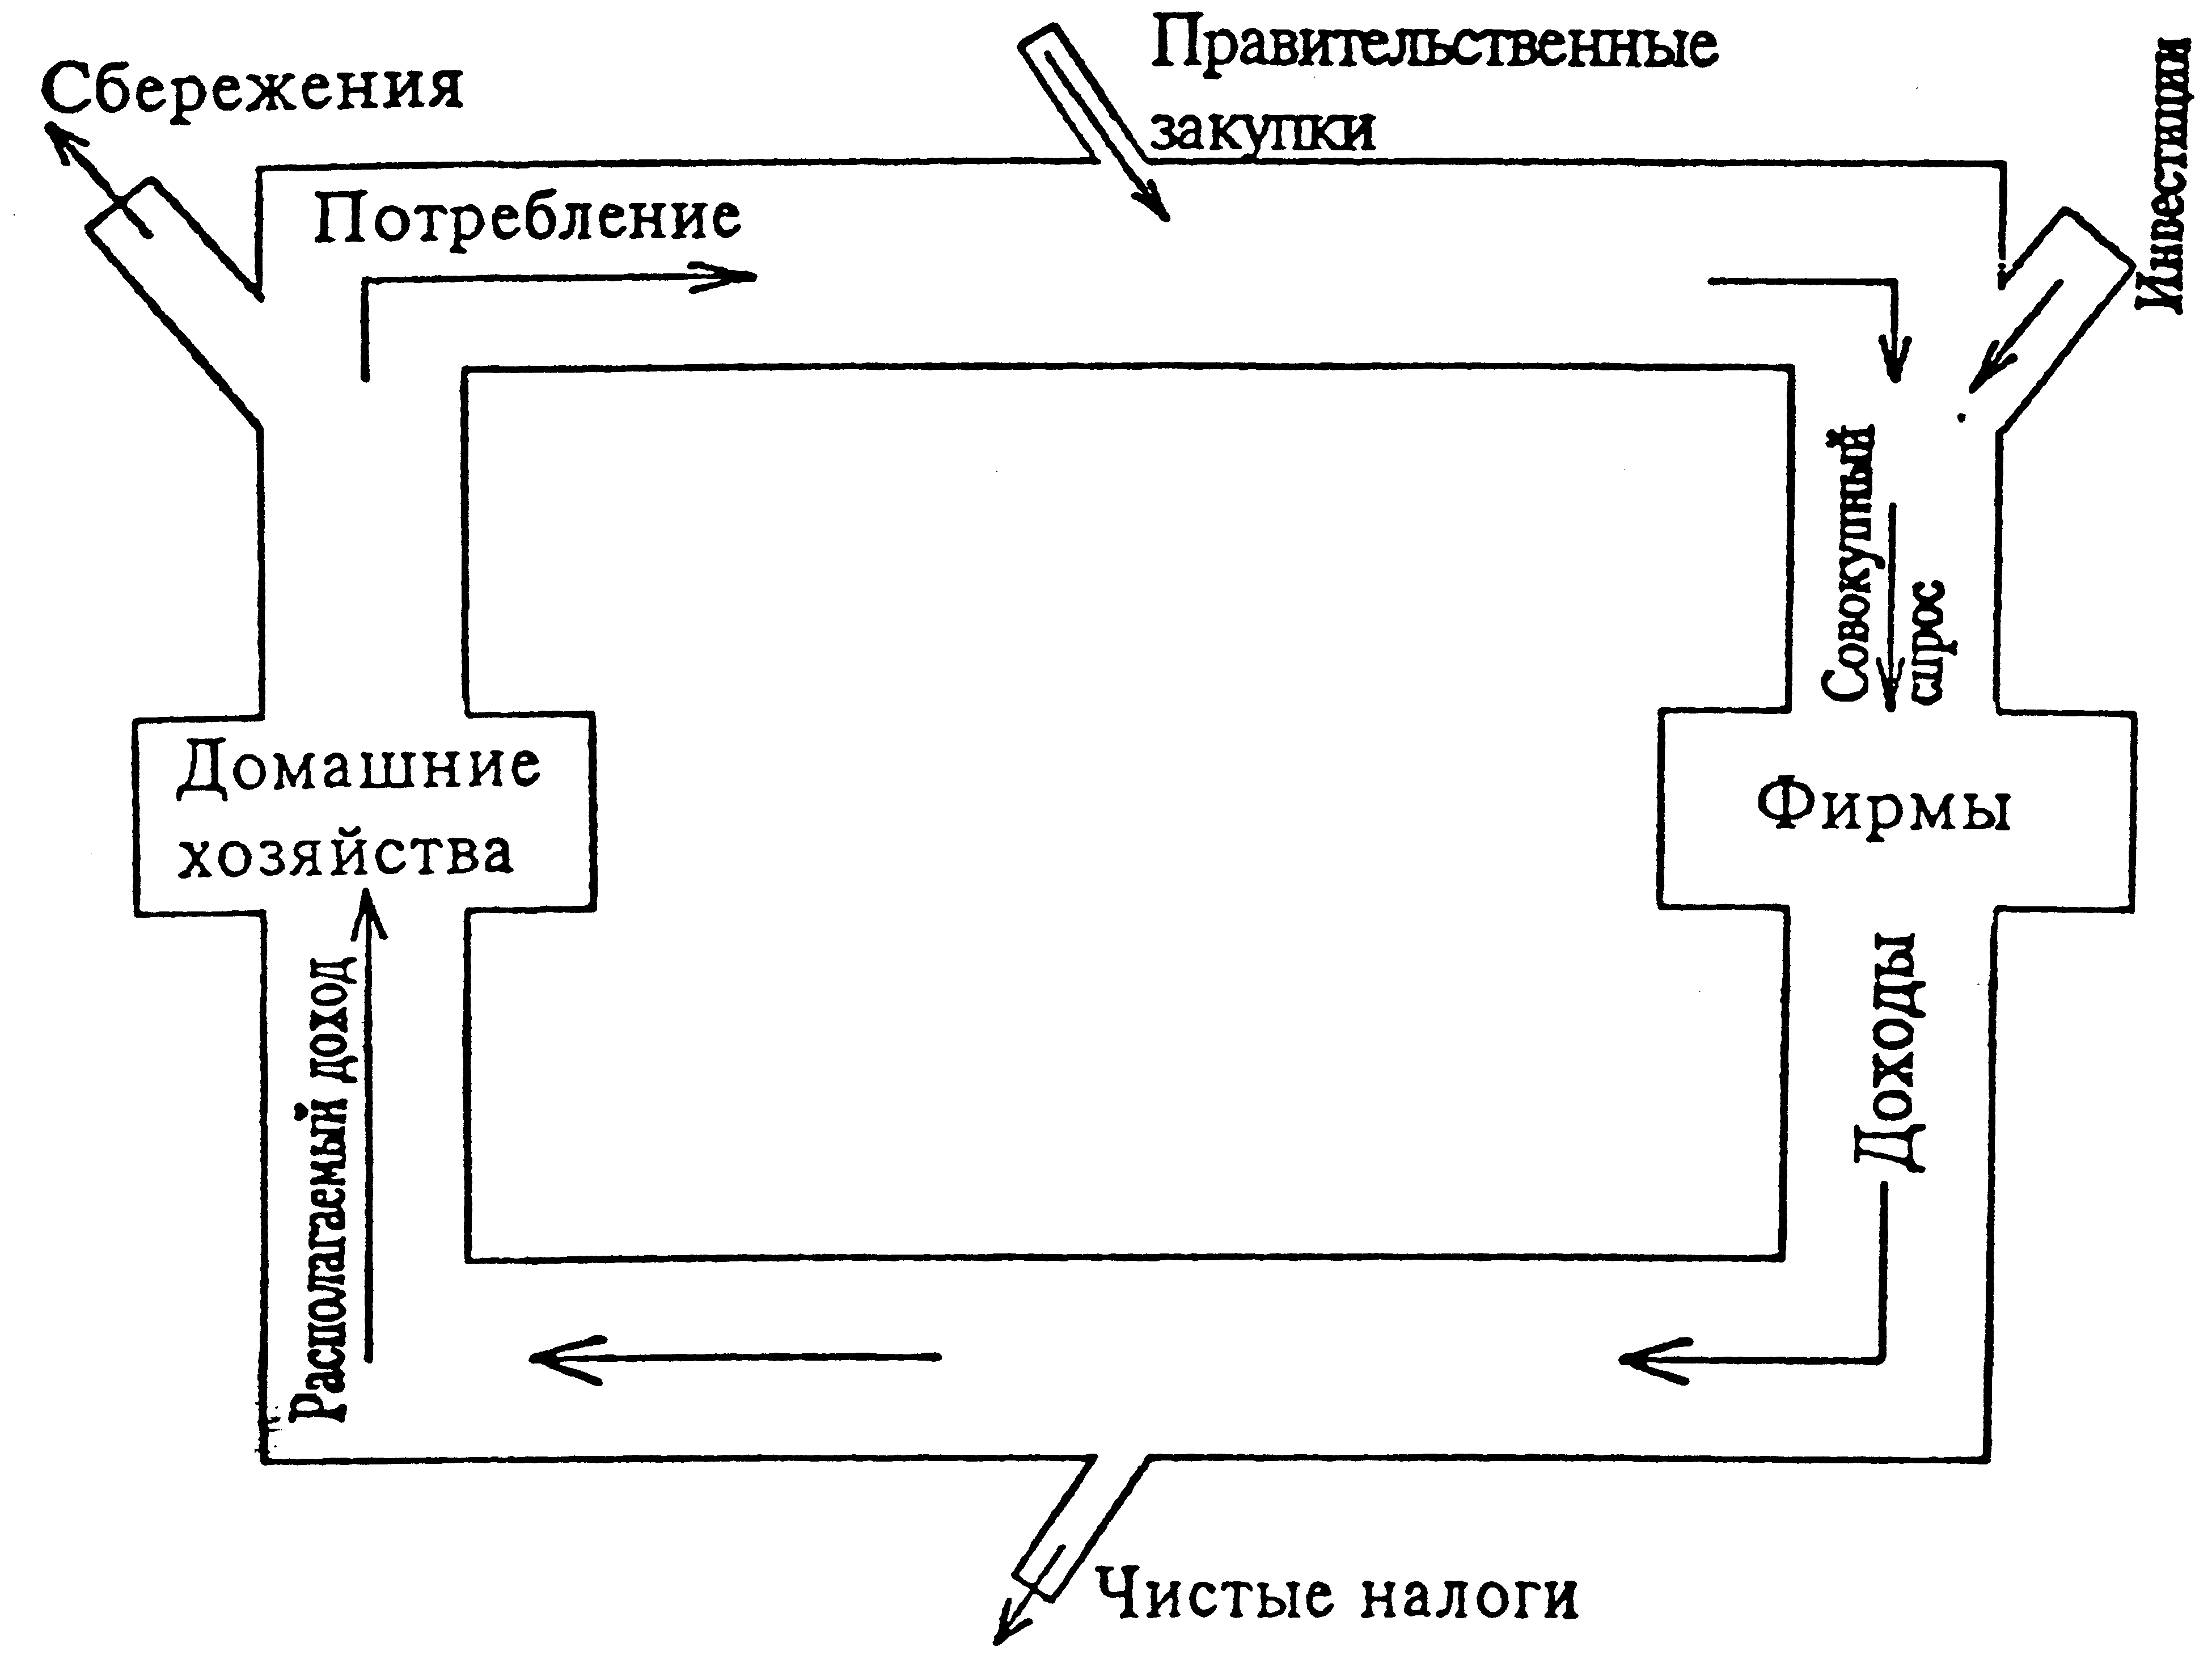 Сбережения
Правительственные
закупки
Инвестиции
Потребление
Совокупный
спрос
Домашние
хозяйства
Фирмы
Располагаемый доход
Доходы
Чистые налоги